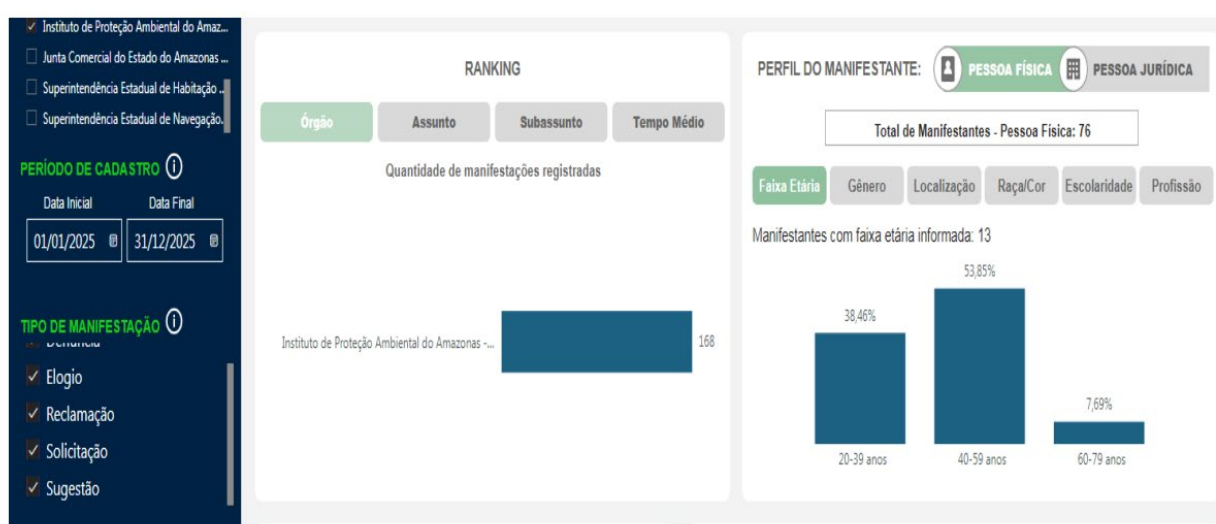 Instituto de Proteção Ambiental do Amaz...
Junta Comercial do Estado do Amazonas ...
Superintendência Estadual de Habitação ...
Superintendência Estadual de Navegação.
PERÍODO DE CADASTRO
Data Inicial Data Final
01/01/2025 31/12/2025
TIPO DE MANIFESTAÇÃO
Denúncia
Elogio
Reclamação
Solicitação
Sugestão
RANKING
Órgão Assunto Subassunto Tempo Médio
Quantidade de manifestações registradas
Instituto de Proteção Ambiental do Amazonas -... 168
PERFIL DO MANIFESTANTE: PESSOA FÍSICA PESSOA JURÍDICA
Total de Manifestantes - Pessoa Física: 76
Faixa Etária Gênero Localização Raça/Cor Escolaridade Profissão
Manifestantes com faixa etária informada: 13
53,85%
38,46%
7,69%
20-39 anos 40-59 anos 60-79 anos